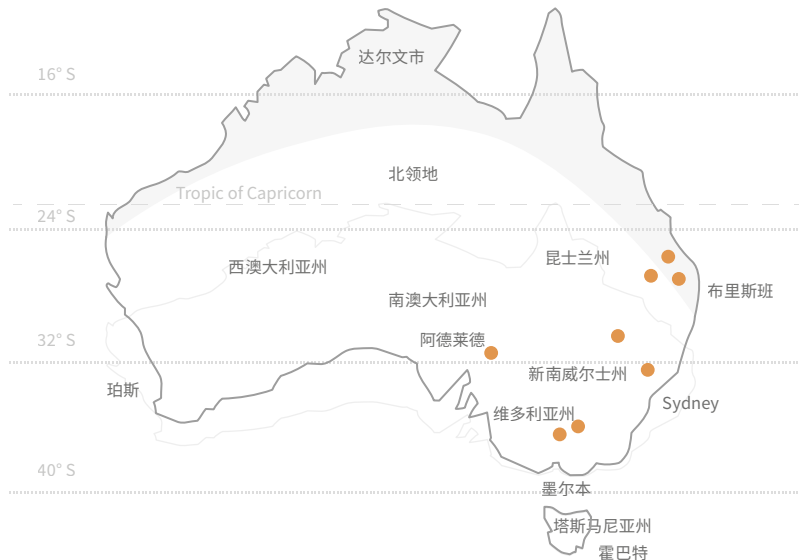 达尔文市
16° S
北领地
Tropic of Capricorn
24° S
昆士兰州
西澳大利亚州
布里斯班
南澳大利亚州
阿德莱德
32° S
新南威尔士州
珀斯
Sydney
维多利亚州
40° S
墨尔本
塔斯马尼亚州
霍巴特